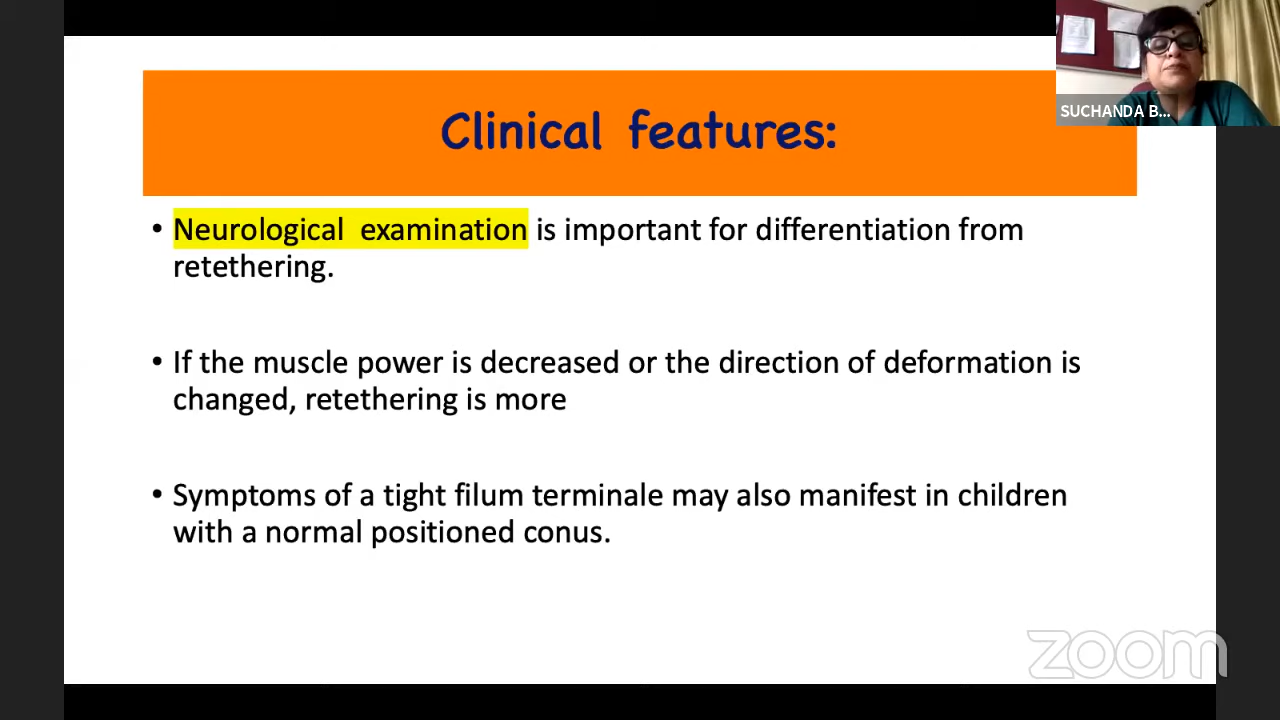 SUCHANDA B...
Clinical features:
• Neurological examination is important for differentiation from
retethering.
• If the muscle power is decreased or the direction of deformation is
changed, retethering is more
• Symptoms of a tight filum terminale may also manifest in children
with a normal positioned conus.
zoom